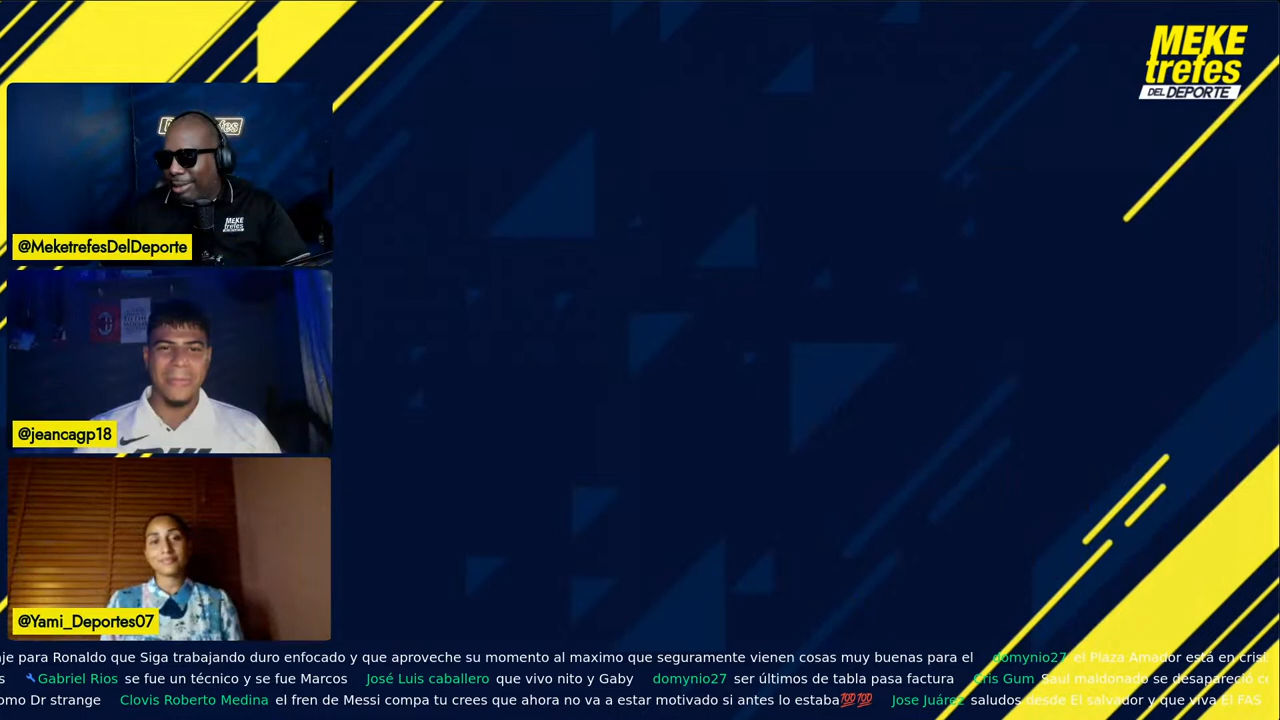 MEKE
trefes
DEL DEPORTE
MEKE
trefes
@MeketrefesDelDeporte
@jeancagp18
@Yami_Deportes07
je para Ronaldo que Siga trabajando duro enfocado y que aproveche su momento al maximo que seguramente vienen cosas muy buenas para el domynio27 el Plaza Amador está en crisi
s 🔧Gabriel Rios se fue un técnico y se fue Marcos José Luis caballero que vivo nito y Gaby domynio27 ser últimos de tabla pasa factura Cris Gum Saul maldonado se desapareció ce
omo Dr strange Clovis Roberto Medina el fren de Messi compa tu crees que ahora no va a estar motivado si antes lo estaba💯💯 Jose Juárez saludos desde El salvador y que viva El FAS